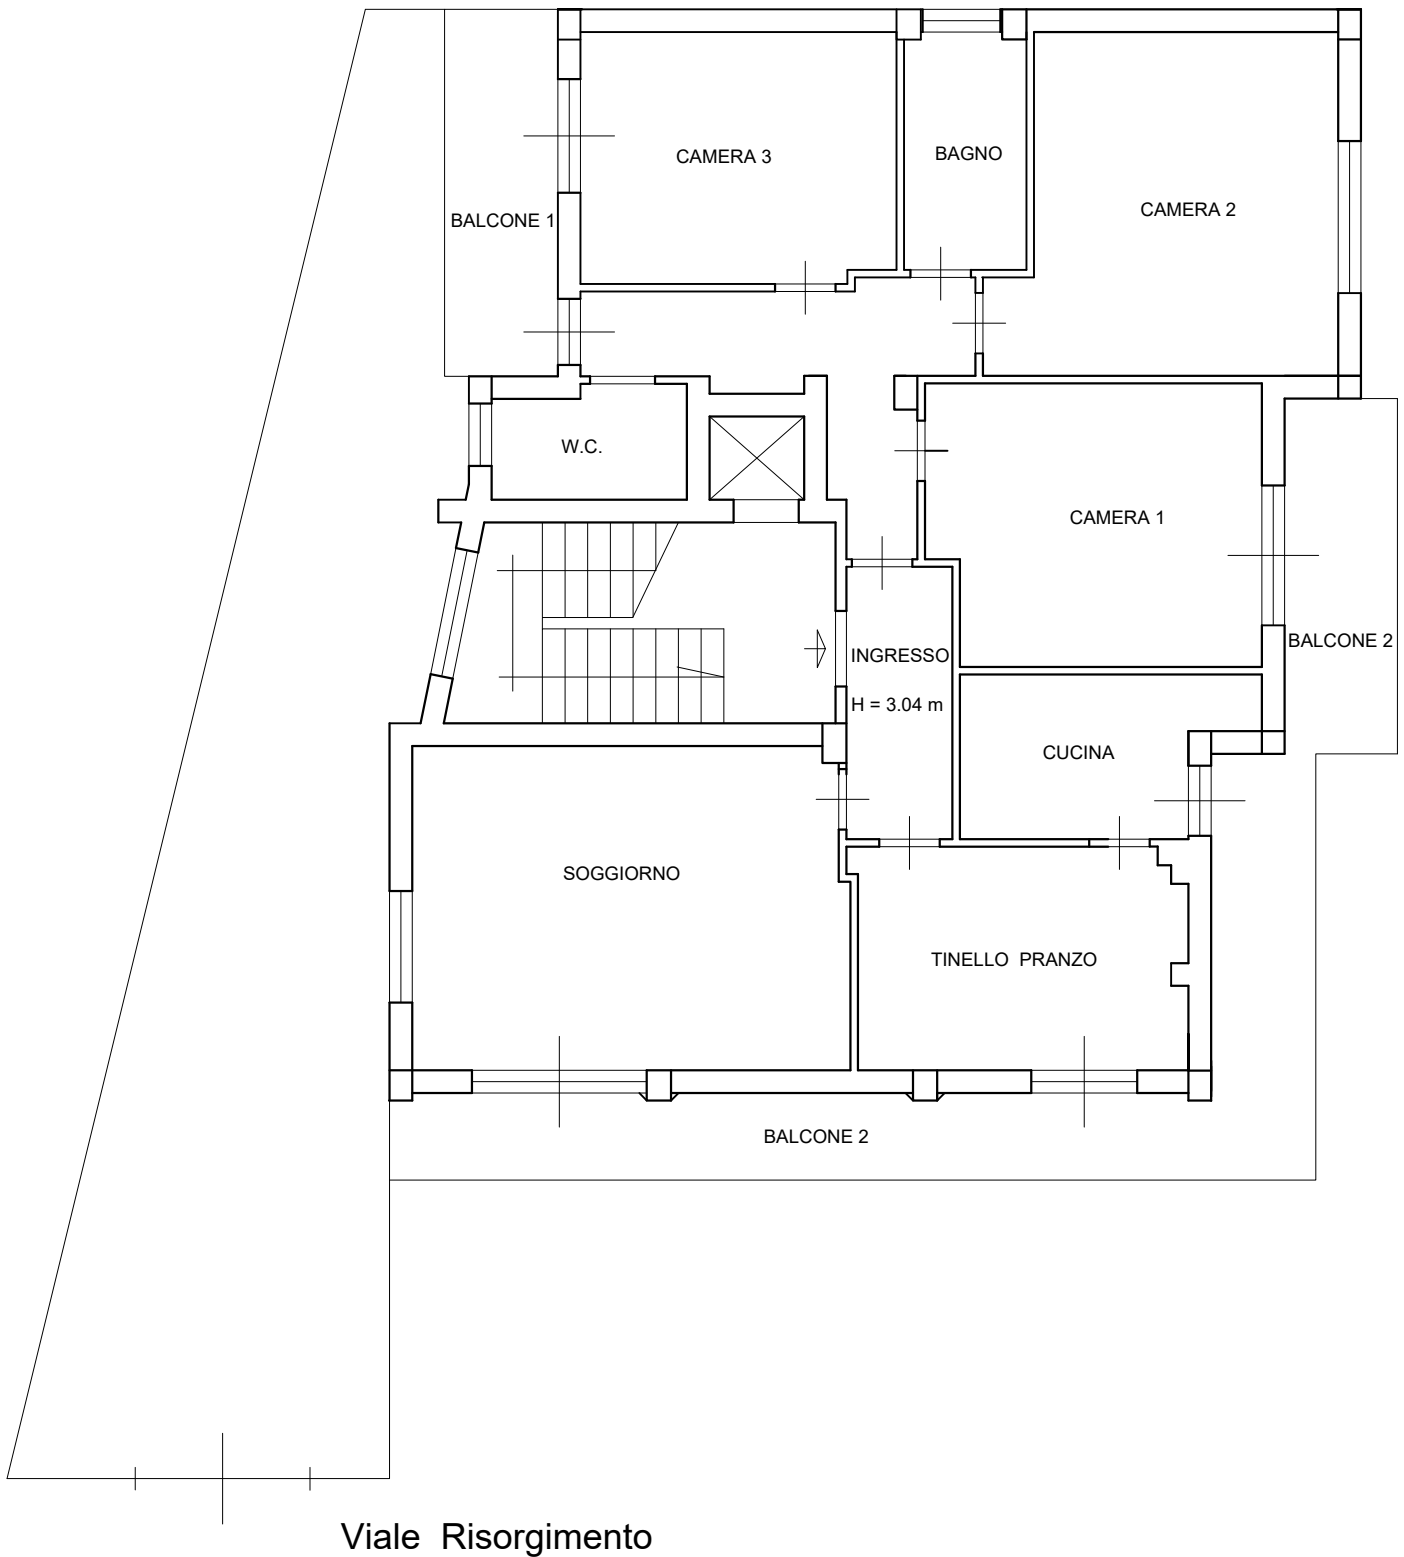 CAMERA 3
BAGNO
CAMERA 2
BALCONE 1
W.C.
CAMERA 1
BALCONE 2
INGRESSO
H = 3.04 m
CUCINA
SOGGIORNO
TINELLO PRANZO
BALCONE 2
Viale Risorgimento